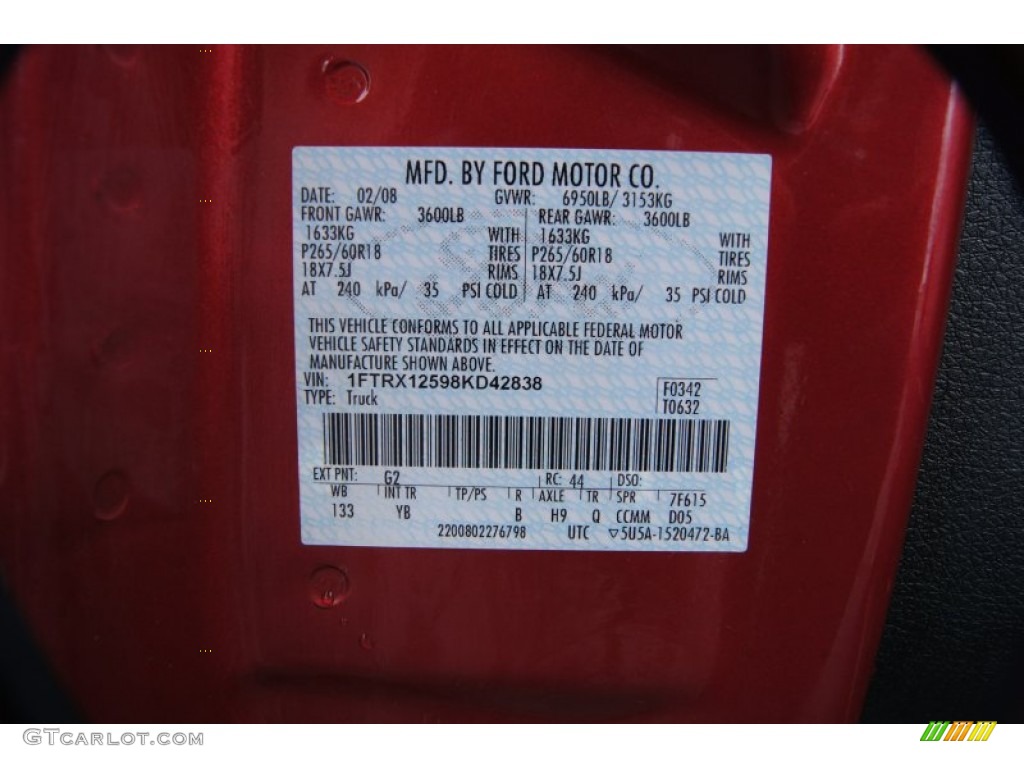 MFD. BY FORD MOTOR CO.
DATE: 02/08 GVWR: 6950LB/ 3153KG
FRONT GAWR: 3600LB REAR GAWR: 3600LB
1633KG WITH 1633KG WITH
P265/60R18 TIRES P265/60R18 TIRES
18X7.5J RIMS 18X7.5J RIMS
AT 240 kPa/ 35 PSI COLD AT 240 kPa/ 35 PSI COLD
THIS VEHICLE CONFORMS TO ALL APPLICABLE FEDERAL MOTOR
VEHICLE SAFETY STANDARDS IN EFFECT ON THE DATE OF
MANUFACTURE SHOWN ABOVE.
VIN: 1FTRX12598KD42838
TYPE: Truck
F0342
T0632
EXT PNT: G2 RC: 44 DSO:
WB INT TR TP/PS R AXLE TR SPR 7F615
133 YB B H9 Q CCMM D05
2200802276798 UTC ▽5U5A-1520472-BA
GTcarlot.com